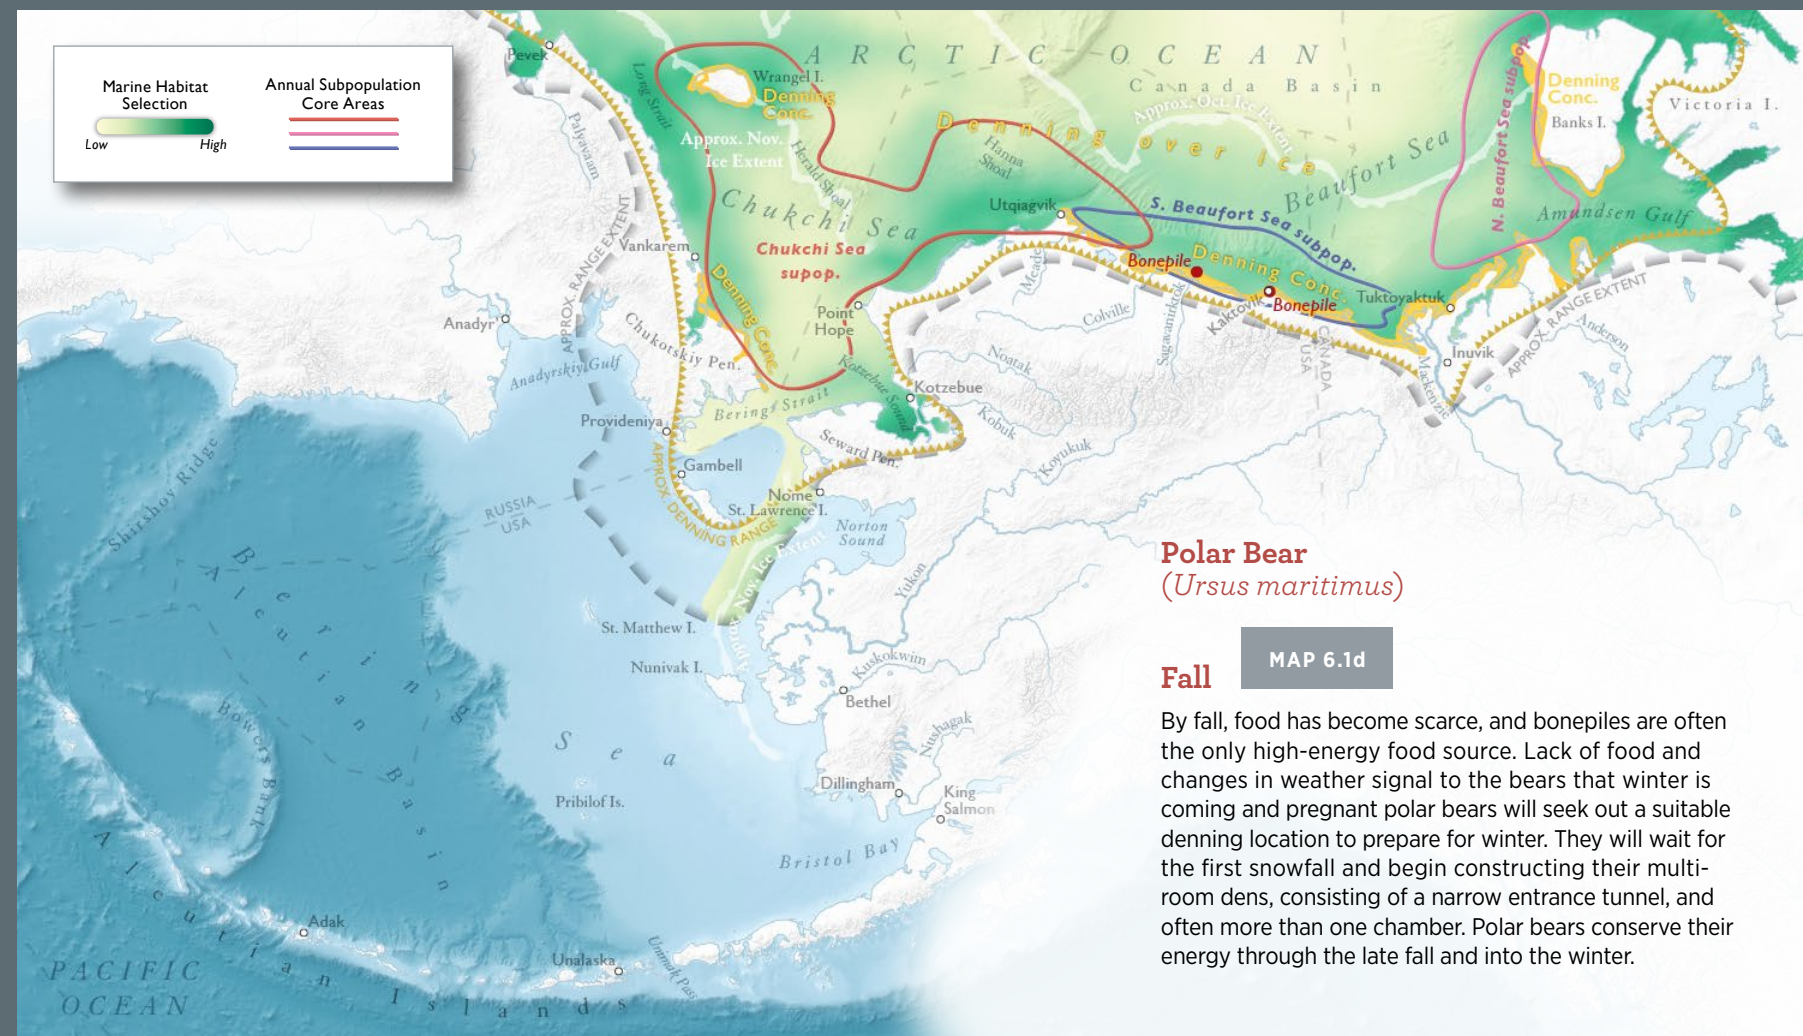 Marine Habitat
Selection
Low
High
Annual Subpopulation
Core Areas
Pevek
Long Strait
Palyavaam
Wrangel I.
Denning
Conc.
Approx. Nov.
Ice Extent
Herald Shoal
ARCTIC OCEAN
Canada Basin
Approx. Oct. Ice Extent
Denning over Ice
Hanna
Shoal
Beaufort Sea
N. Beaufort Sea subpop.
Denning
Conc.
Banks I.
Victoria I.
Amundsen Gulf
Chukchi Sea
Chukchi Sea
supop.
Utqiaġvik
S. Beaufort Sea subpop.
Bonepile
Denning Conc.
Bonepile
Kaktovik
Tuktoyaktuk
Vankarem
APPROX. RANGE EXTENT
Denning Conc.
Point
Hope
Meade
Colville
Sagavanirktok
CANADA
USA
Inuvik
Mackenzie
APPROX. RANGE EXTENT
Anderson
Anadyr
Anadyrskiy Gulf
Chukotskiy Pen.
Kotzebue Sound
Kotzebue
Noatak
Kobuk
Koyukuk
Bering Strait
Provideniya
Seward Pen.
Gambell
Nome
St. Lawrence I.
APPROX. DENNING RANGE
Norton
Sound
RUSSIA
USA
Shirshov Ridge
Approx. Nov. Ice Extent
Yukon
St. Matthew I.
Nunivak I.
Kuskokwim
Bethel
Bering
Sea
Aleutian Basin
Bowers Bank
Nushagak
Dillingham
King
Salmon
Pribilof Is.
Bristol Bay
Adak
Unalaska
Unimak Pass
Aleutian Islands
PACIFIC
OCEAN
Polar Bear
(Ursus maritimus)
Fall
MAP 6.1d
By fall, food has become scarce, and bonepiles are often
the only high-energy food source. Lack of food and
changes in weather signal to the bears that winter is
coming and pregnant polar bears will seek out a suitable
denning location to prepare for winter. They will wait for
the first snowfall and begin constructing their multi-
room dens, consisting of a narrow entrance tunnel, and
often more than one chamber. Polar bears conserve their
energy through the late fall and into the winter.